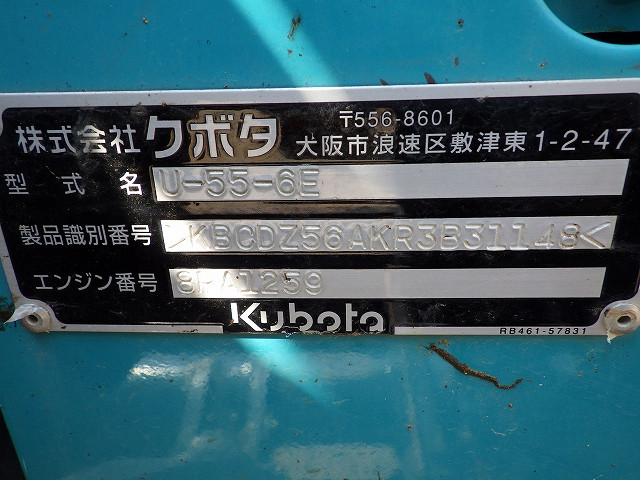 株式会社クボタ 〒556-8601
大阪市浪速区敷津東1-2-47
型式名 U-55-6E
製品識別番号 >KBCDZ56AKR3B31148<
エンジン番号
Kubota
RB461-57831